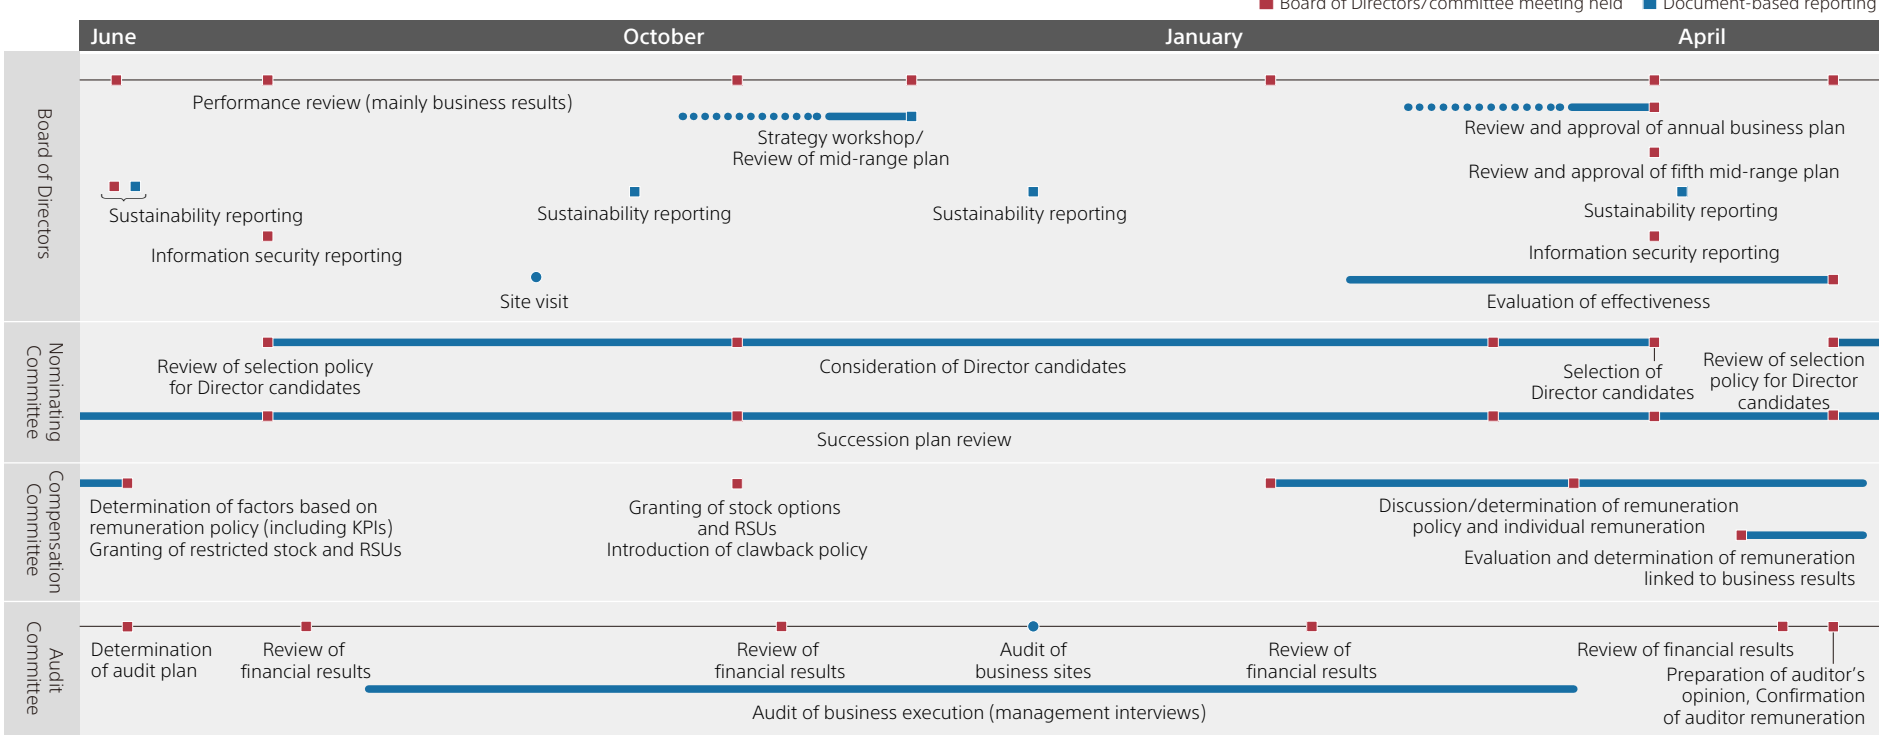 Board of Directors/committee meeting held
Document-based reporting
June
October
January
April
Board of Directors
Performance review (mainly business results)
Strategy workshop/
Review of mid-range plan
Review and approval of annual business plan
Review and approval of fifth mid-range plan
Sustainability reporting
Sustainability reporting
Sustainability reporting
Sustainability reporting
Information security reporting
Information security reporting
Site visit
Evaluation of effectiveness
Nominating
Committee
Review of selection policy
for Director candidates
Consideration of Director candidates
Selection of
Director candidates
Review of selection
policy for Director
candidates
Succession plan review
Compensation
Committee
Determination of factors based on
remuneration policy (including KPIs)
Granting of restricted stock and RSUs
Granting of stock options
and RSUs
Introduction of clawback policy
Discussion/determination of remuneration
policy and individual remuneration
Evaluation and determination of remuneration
linked to business results
Audit
Committee
Determination
of audit plan
Review of
financial results
Review of
financial results
Audit of
business sites
Review of
financial results
Review of financial results
Preparation of auditor’s
opinion, Confirmation
of auditor remuneration
Audit of business execution (management interviews)